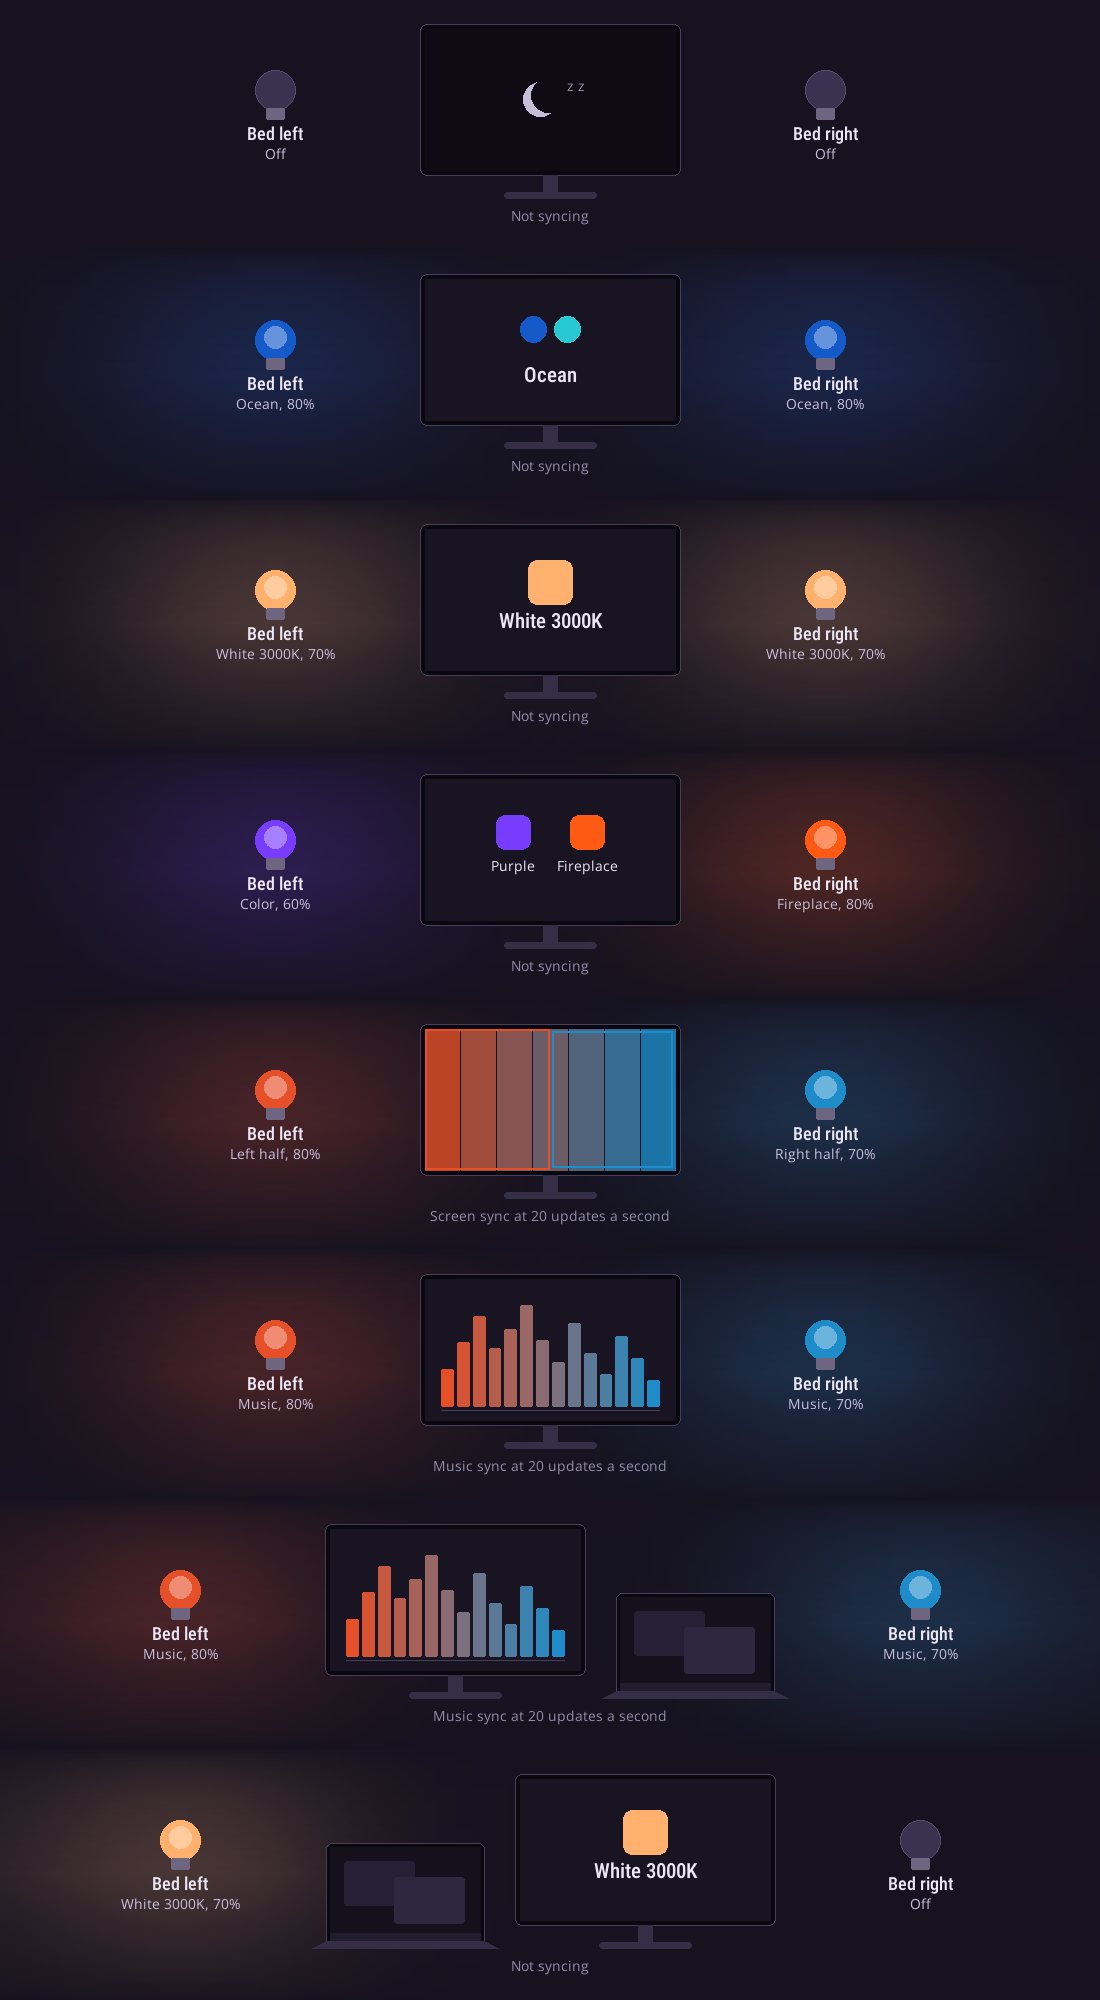 z z
Bed left
Off
Bed right
Off
Not syncing
Ocean
Bed left
Ocean, 80%
Bed right
Ocean, 80%
Not syncing
White 3000K
Bed left
White 3000K, 70%
Bed right
White 3000K, 70%
Not syncing
Purple
Fireplace
Bed left
Color, 60%
Bed right
Fireplace, 80%
Not syncing
Bed left
Left half, 80%
Bed right
Right half, 70%
Screen sync at 20 updates a second
Bed left
Music, 80%
Bed right
Music, 70%
Music sync at 20 updates a second
Bed left
Music, 80%
Bed right
Music, 70%
Music sync at 20 updates a second
White 3000K
Bed left
White 3000K, 70%
Bed right
Off
Not syncing